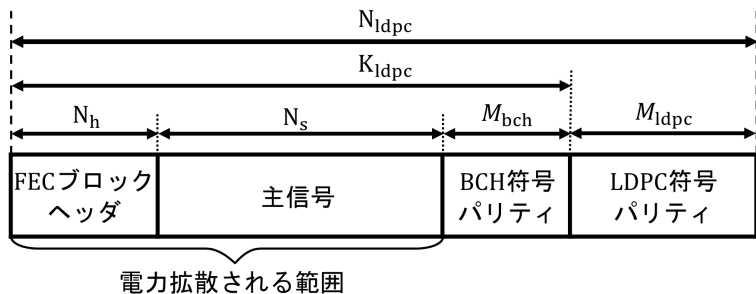 N_ldpc
K_ldpc
N_h N_s M_bch M_ldpc
FECブロック
ヘッダ
主信号
BCH符号
パリティ
LDPC符号
パリティ
電力拡散される範囲